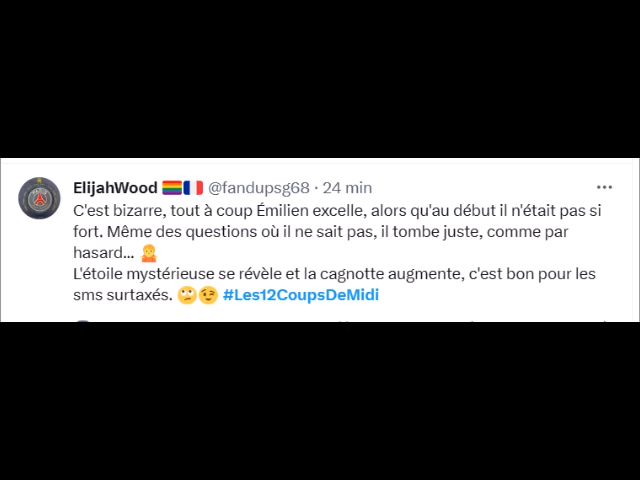 ElijahWood 🏳️‍🌈🇫🇷 @fandupsg68 · 24 min
C'est bizarre, tout à coup Émilien excelle, alors qu'au début il n'était pas si
fort. Même des questions où il ne sait pas, il tombe juste, comme par
hasard... 🤷
L'étoile mystérieuse se révèle et la cagnotte augmente, c'est bon pour les
sms surtaxés. 🙄😉 #Les12CoupsDeMidi